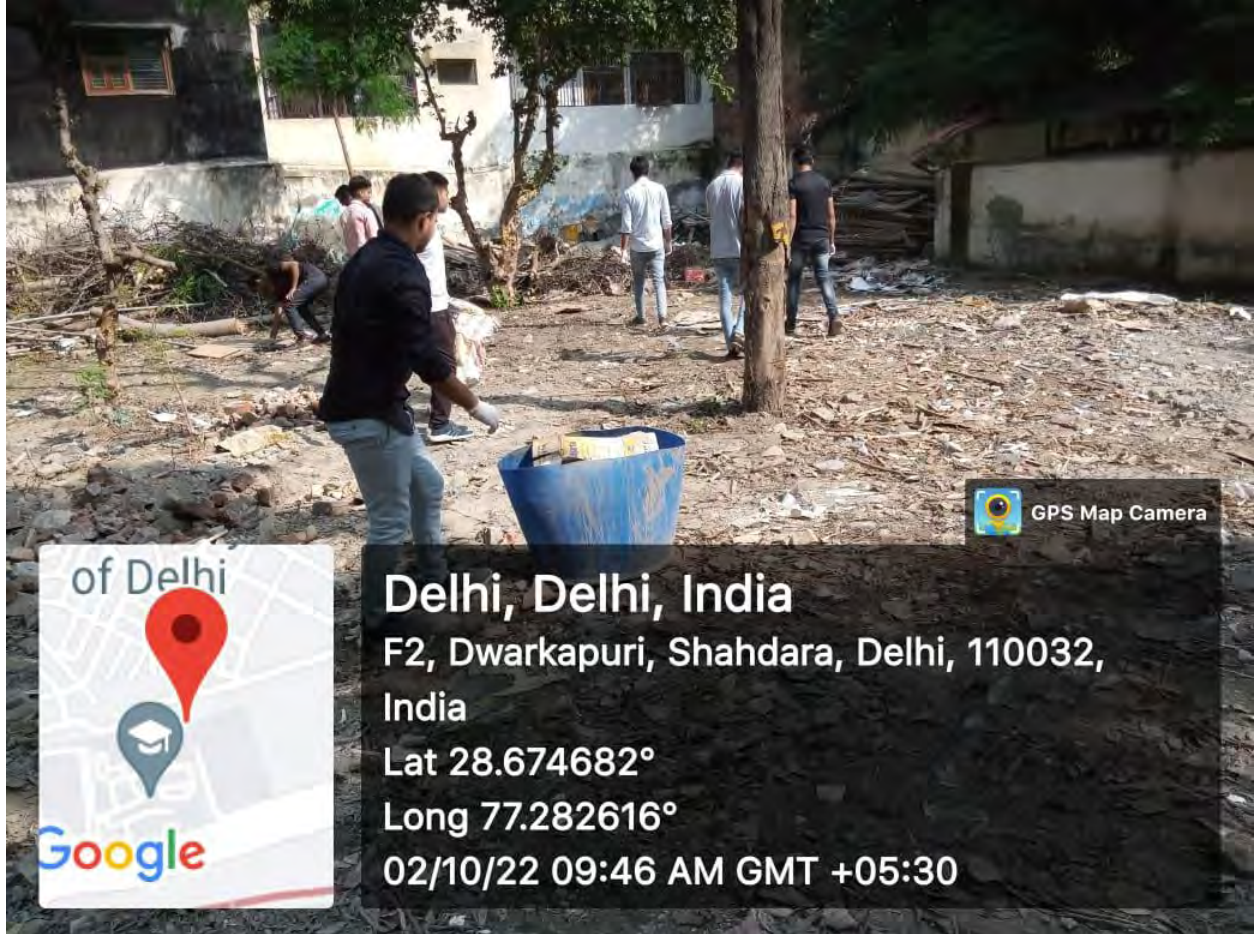 GPS Map Camera
of Delhi
Google
Delhi, Delhi, India
F2, Dwarkapuri, Shahdara, Delhi, 110032,
India
Lat 28.674682°
Long 77.282616°
02/10/22 09:46 AM GMT +05:30